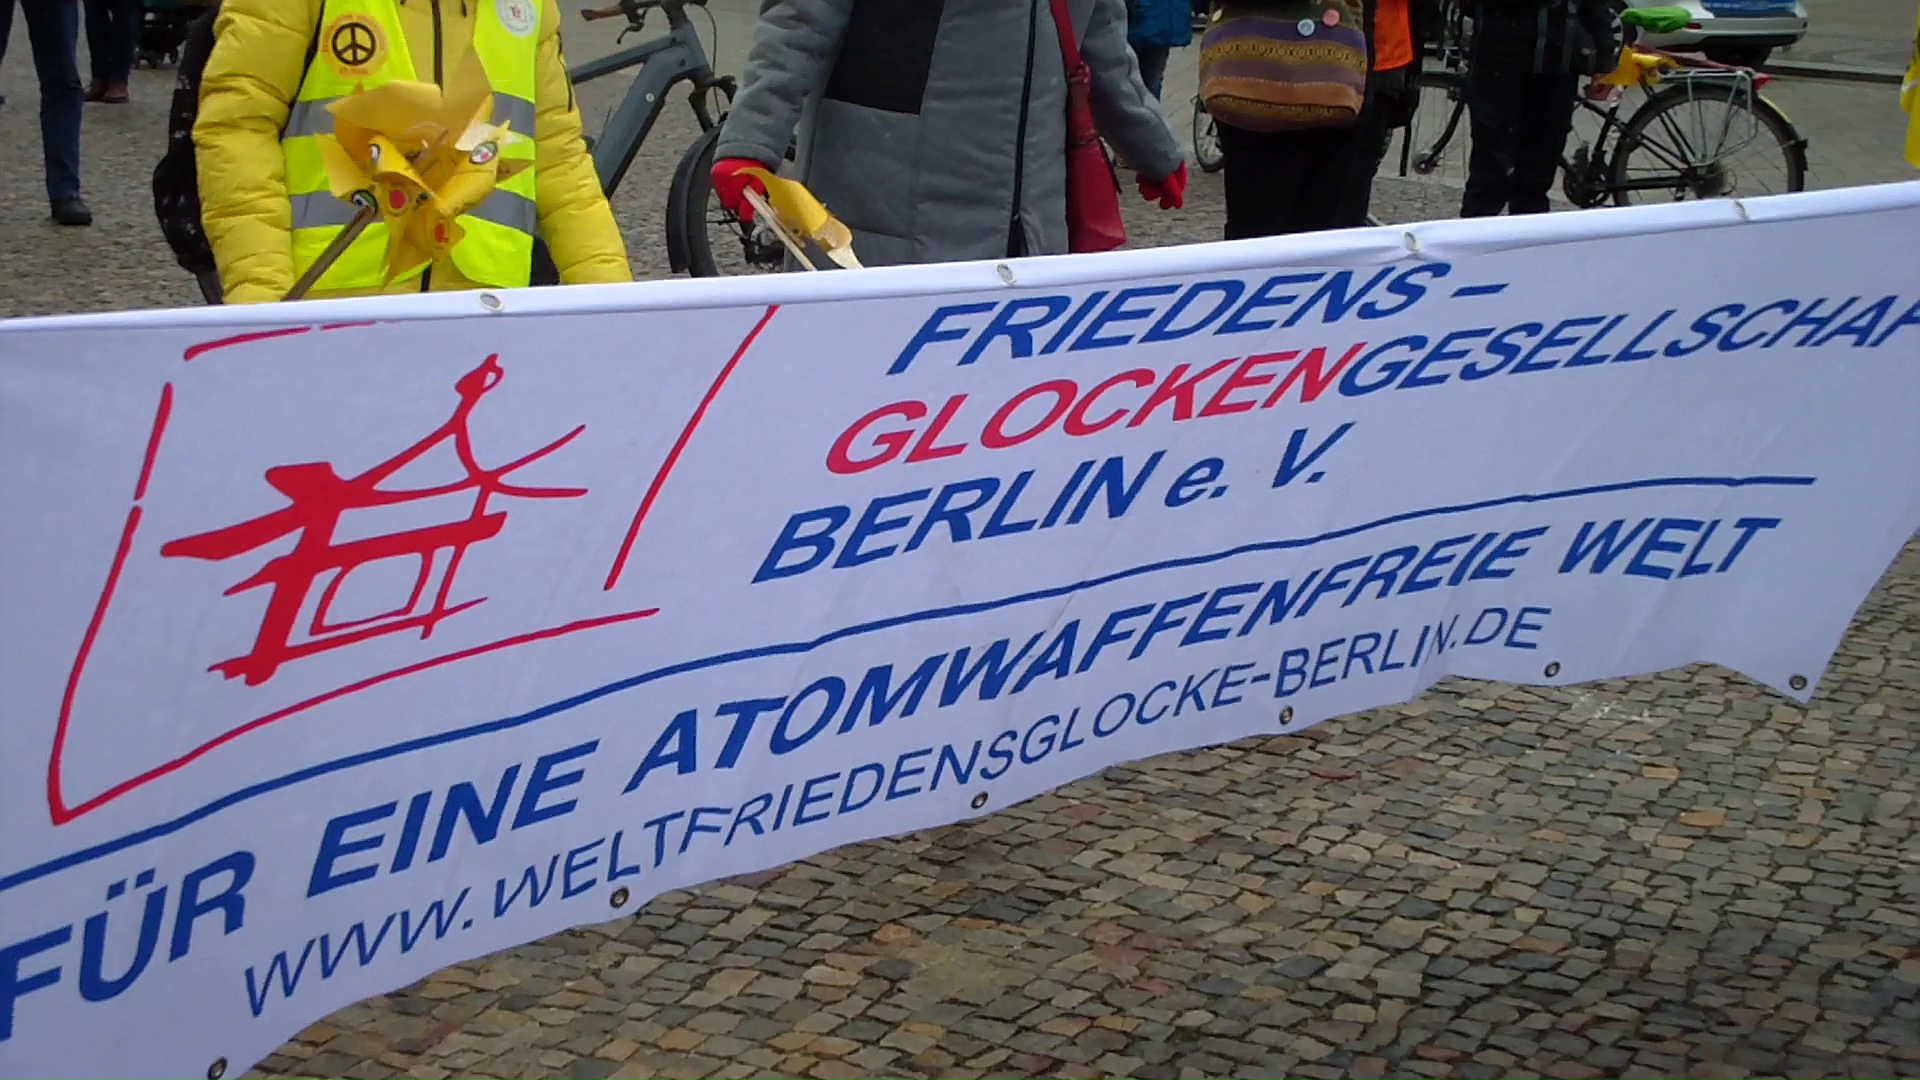 FRIEDENS-
GLOCKENGESELLSCHAF
BERLIN e. V.
FÜR EINE ATOMWAFFENFREIE WELT
WWW.WELTFRIEDENSGLOCKE-BERLIN.DE